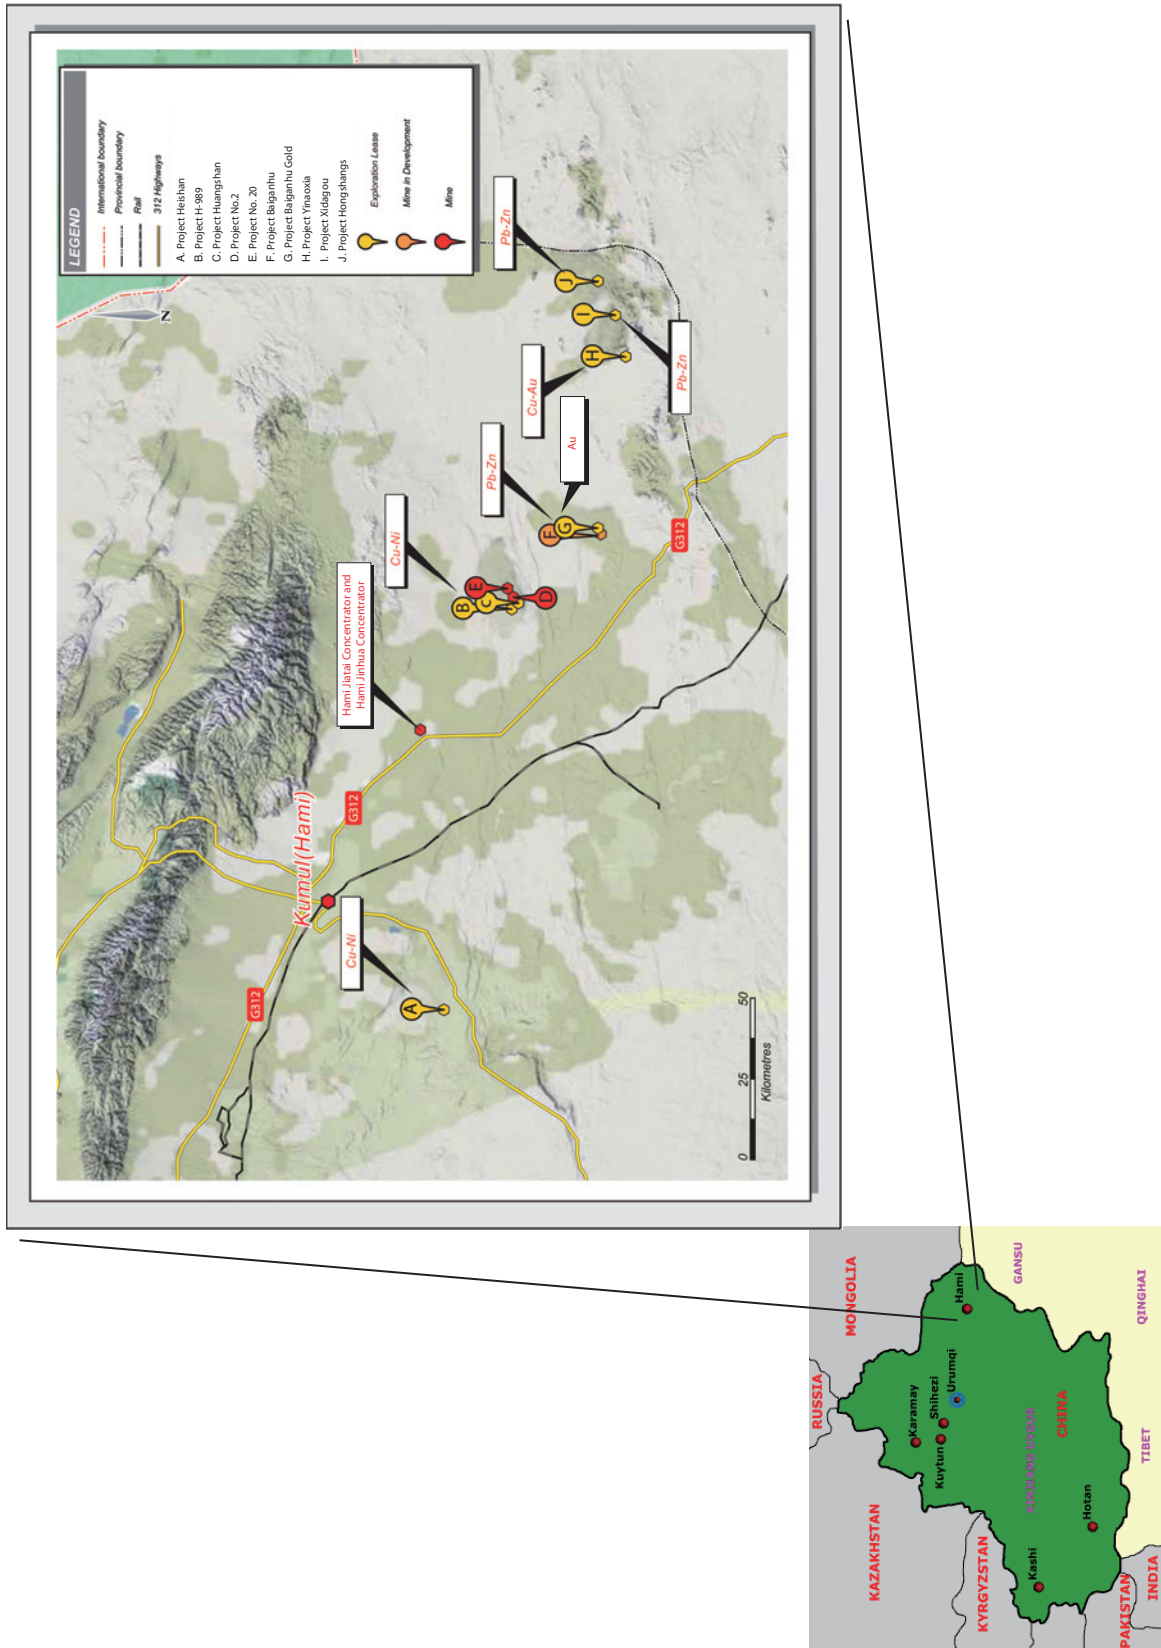 LEGEND
International boundary
Provincial boundary
Rail
312 Highways
A. Project Heishan
B. Project H-989
C. Project Huangshan
D. Project No.2
E. Project No. 20
F. Project Baiganhu
G. Project Baiganhu Gold
H. Project Yinaoxia
I. Project Xidagou
J. Project Hongshangs
Exploration Lease
Mine in Development
Mine
N
Kumul(Hami)
G312
G312
G312
Hami Jiatai Concentrator and
Hami Jinhua Concentrator
Cu-Ni
A
Cu-Ni
B
C
D
E
Pb-Zn
F
Au
G
Cu-Au
H
Pb-Zn
I
Pb-Zn
J
0 25 50
Kilometres
RUSSIA
MONGOLIA
KAZAKHSTAN
KYRGYZSTAN
PAKISTAN
INDIA
CHINA
GANSU
QINGHAI
TIBET
Karamay
Shihezi
Kuytun
Urumqi
Hami
Kashi
Hotan